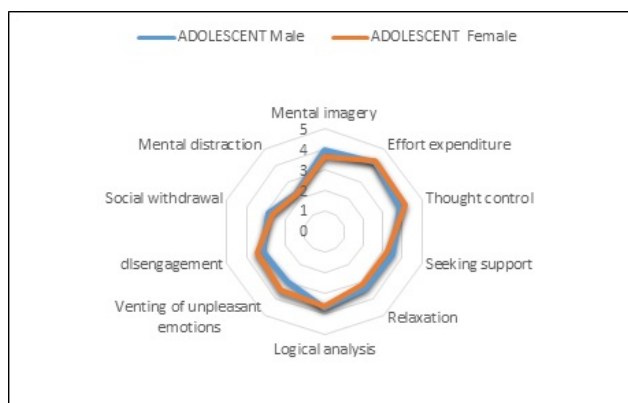 ADOLESCENT Male
ADOLESCENT Female
Mental imagery
5
4
3
2
1
0
Effort expenditure
Thought control
Seeking support
Relaxation
Logical analysis
Venting of unpleasant
emotions
dIsengagement
Social withdrawal
Mental distraction